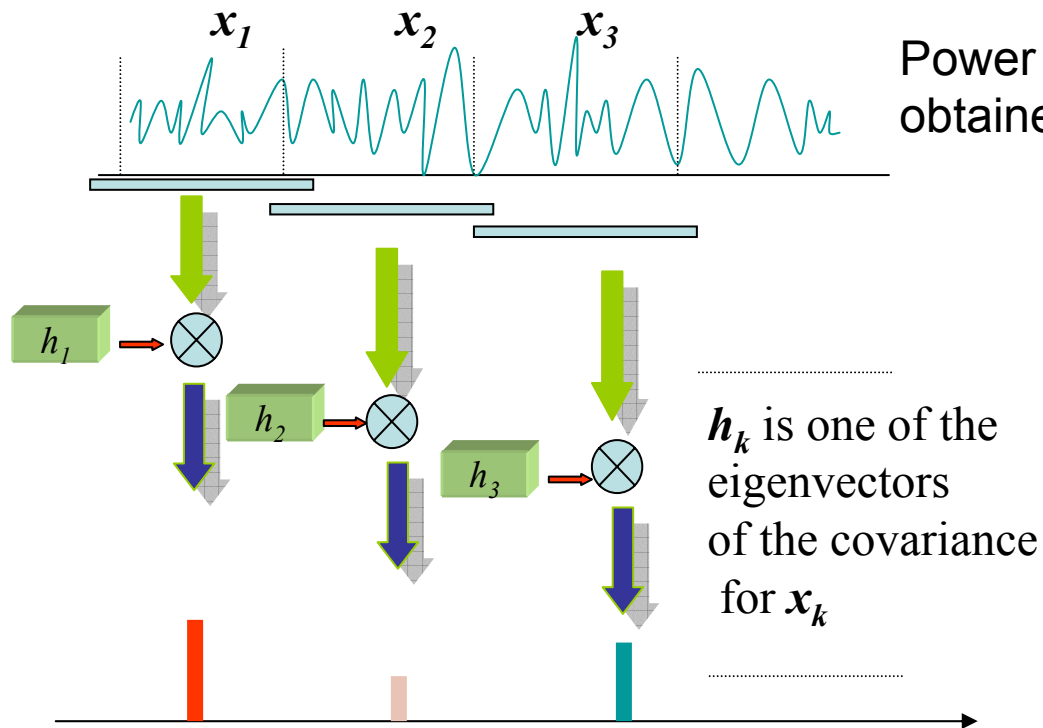 x1 x2 x3
Power
obtaine
h1
h2
h3
hk is one of the
eigenvectors
of the covariance
for xk